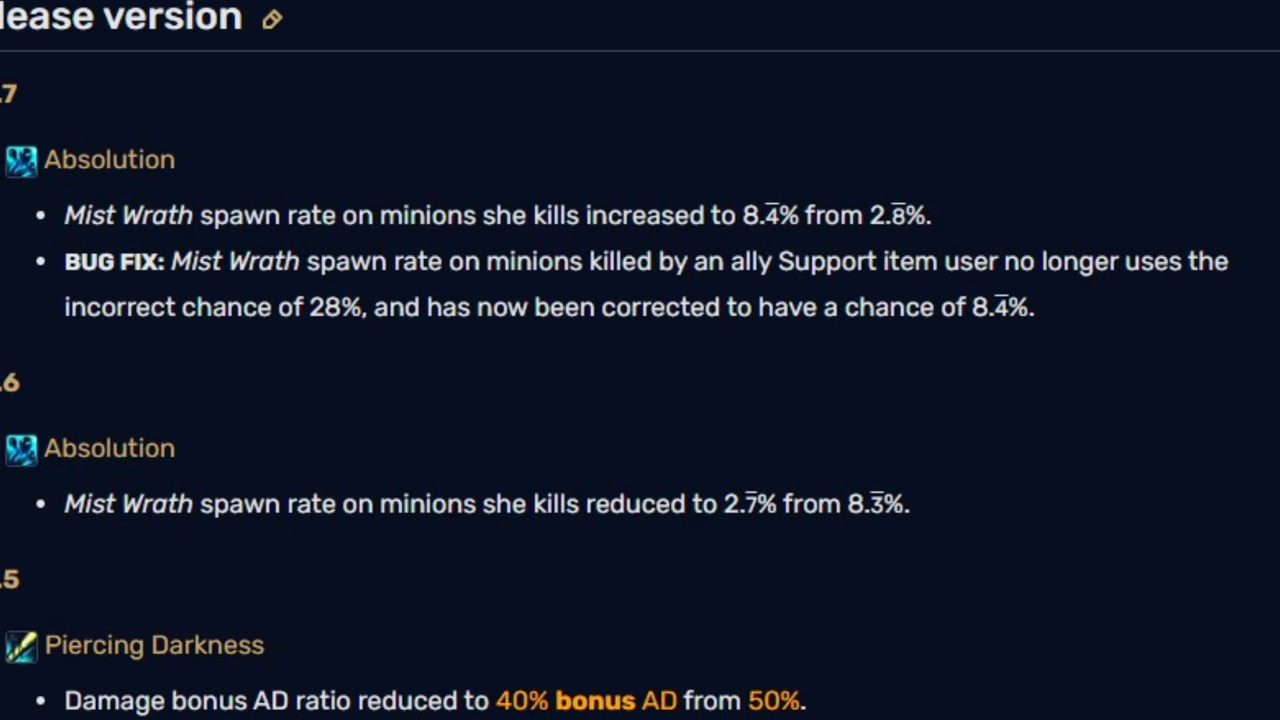 lease version
.7
Absolution
• Mist Wrath spawn rate on minions she kills increased to 8.4̅% from 2.8̅%.
• BUG FIX: Mist Wrath spawn rate on minions killed by an ally Support item user no longer uses the
incorrect chance of 28%, and has now been corrected to have a chance of 8.4̅%.
.6
Absolution
• Mist Wrath spawn rate on minions she kills reduced to 2.7̅% from 8.3̅%.
.5
Piercing Darkness
• Damage bonus AD ratio reduced to 40% bonus AD from 50%.